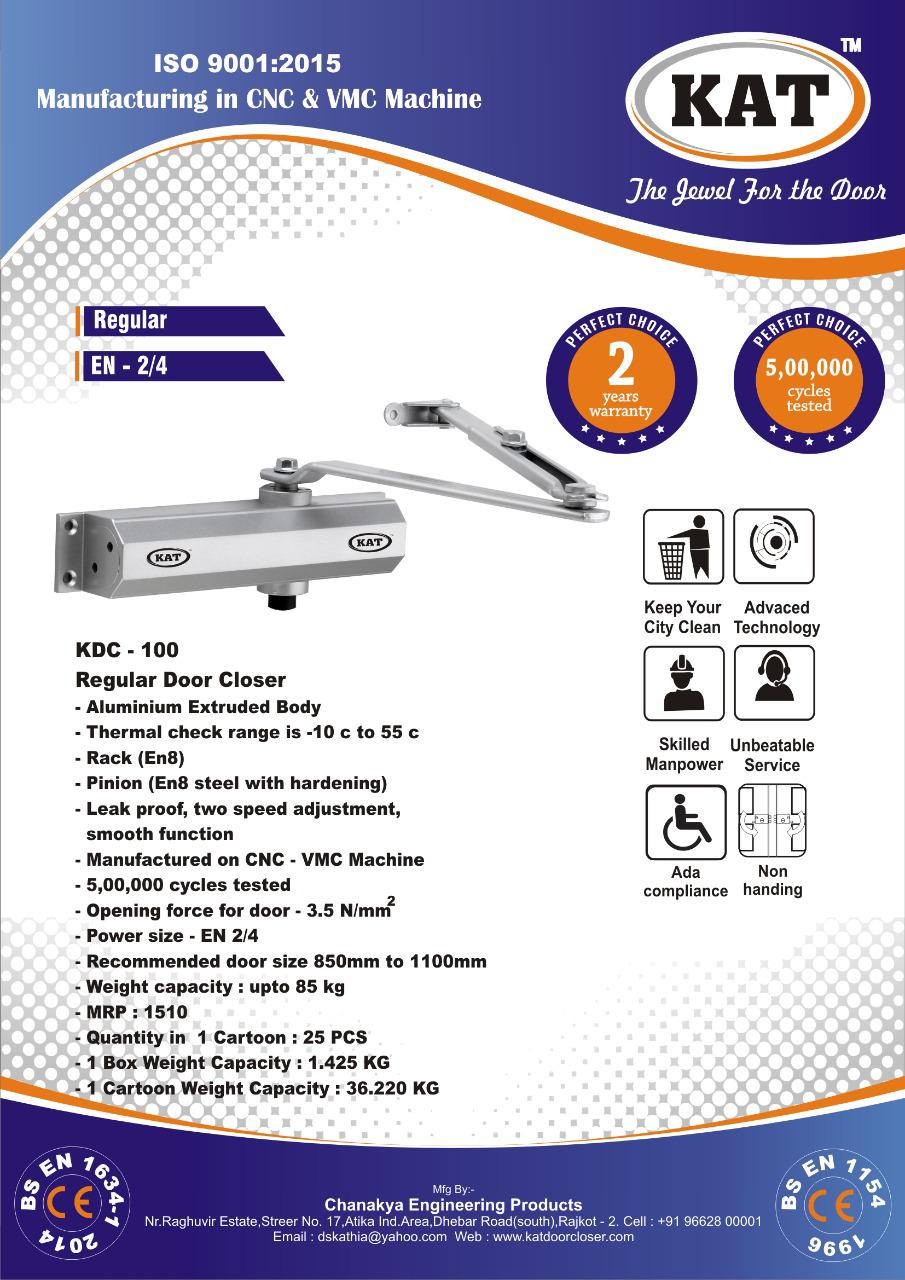 ISO 9001:2015
Manufacturing in CNC & VMC Machine
TM
KAT
The Jewel For the Door
Regular
EN - 2/4
PERFECT CHOICE
2
years
warranty
PERFECT CHOICE
5,00,000
cycles
tested
KAT
KAT
Keep Your
City Clean
Advaced
Technology
Skilled
Manpower
Unbeatable
Service
Ada
compliance
Non
handing
KDC - 100
Regular Door Closer
- Aluminium Extruded Body
- Thermal check range is -10 c to 55 c
- Rack (En8)
- Pinion (En8 steel with hardening)
- Leak proof, two speed adjustment,
smooth function
- Manufactured on CNC - VMC Machine
- 5,00,000 cycles tested
- Opening force for door - 3.5 N/mm²
- Power size - EN 2/4
- Recommended door size 850mm to 1100mm
- Weight capacity : upto 85 kg
- MRP : 1510
- Quantity in 1 Cartoon : 25 PCS
- 1 Box Weight Capacity : 1.425 KG
- 1 Cartoon Weight Capacity : 36.220 KG
BS EN 1634-1
CE
2014
Mfg By:-
Chanakya Engineering Products
Nr.Raghuvir Estate,Streer No. 17,Atika Ind.Area,Dhebar Road(south),Rajkot - 2. Cell : +91 96628 00001
Email : dskathia@yahoo.com Web : www.katdoorcloser.com
BS EN 1154
CE
1996